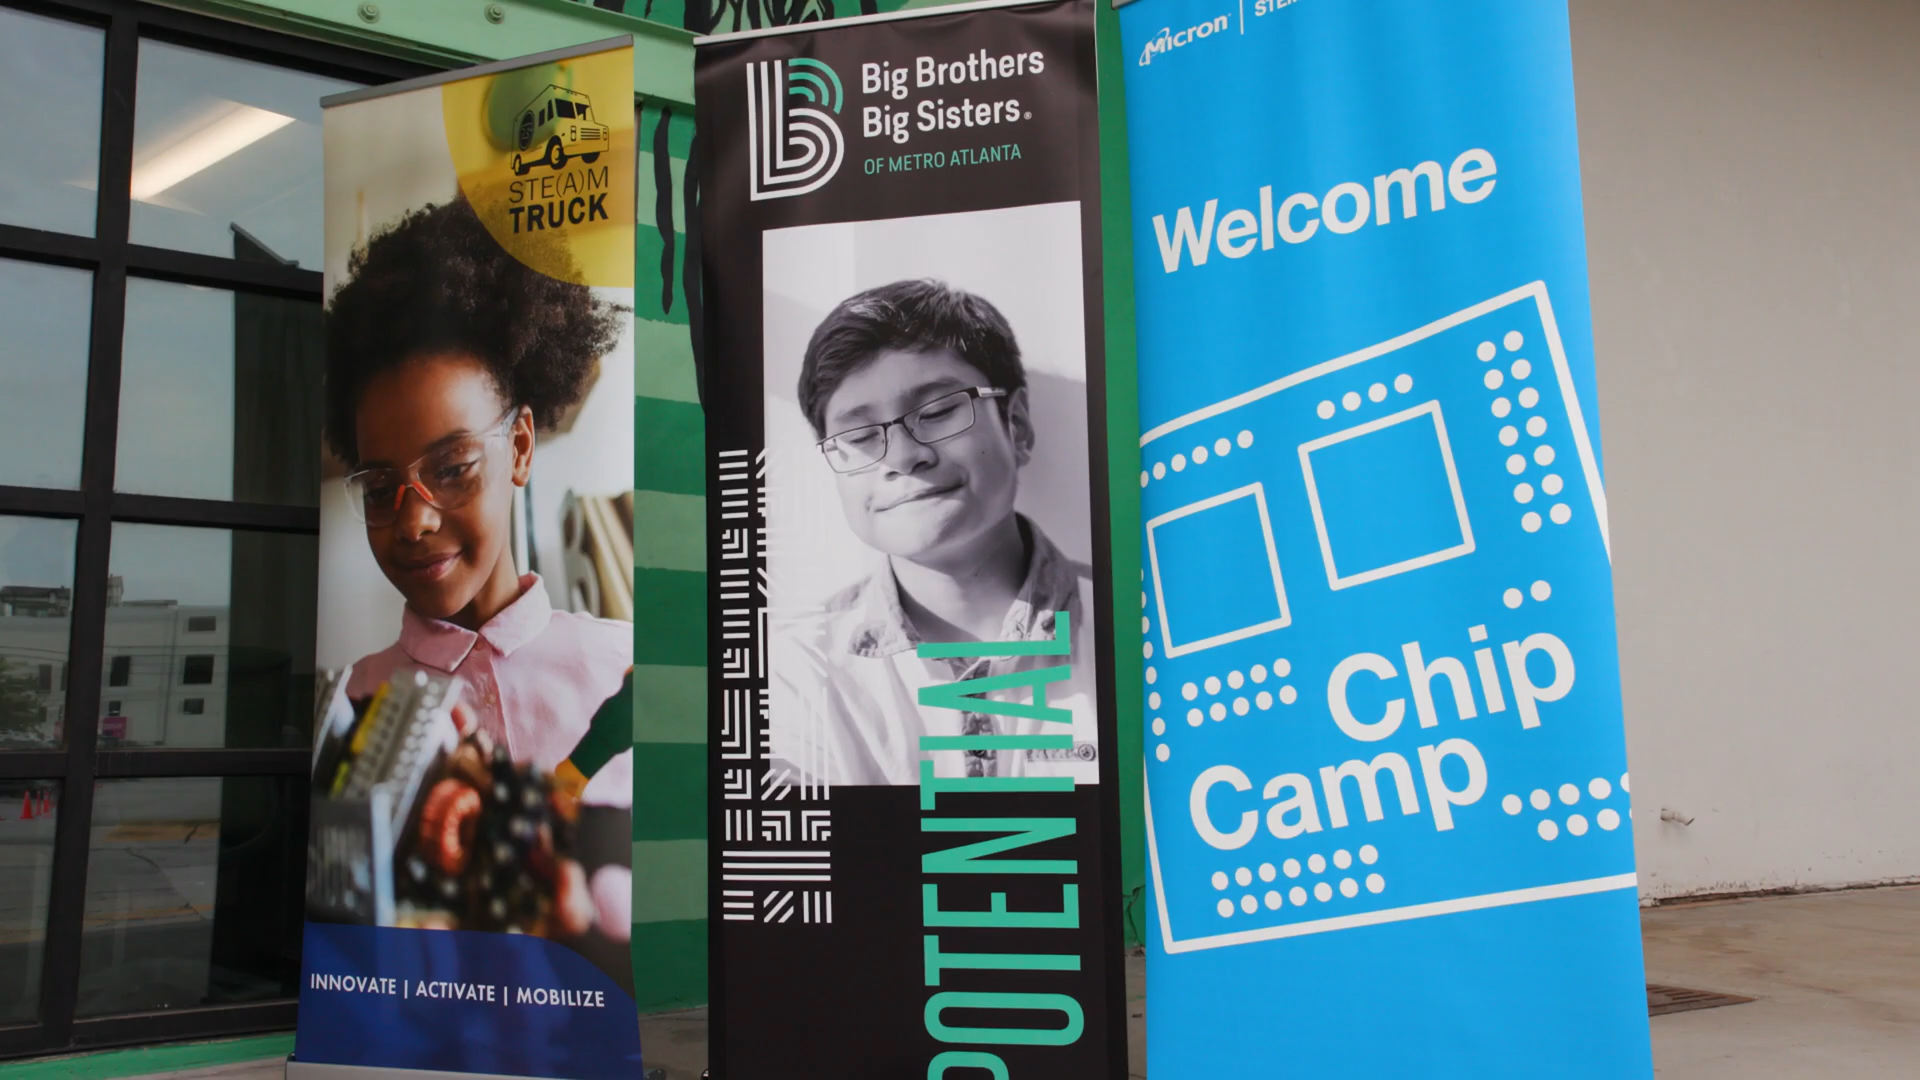 STE(A)M
TRUCK
INNOVATE | ACTIVATE | MOBILIZE
Big Brothers
Big Sisters®
OF METRO ATLANTA
POTENTIAL
Micron
Welcome
Chip
Camp